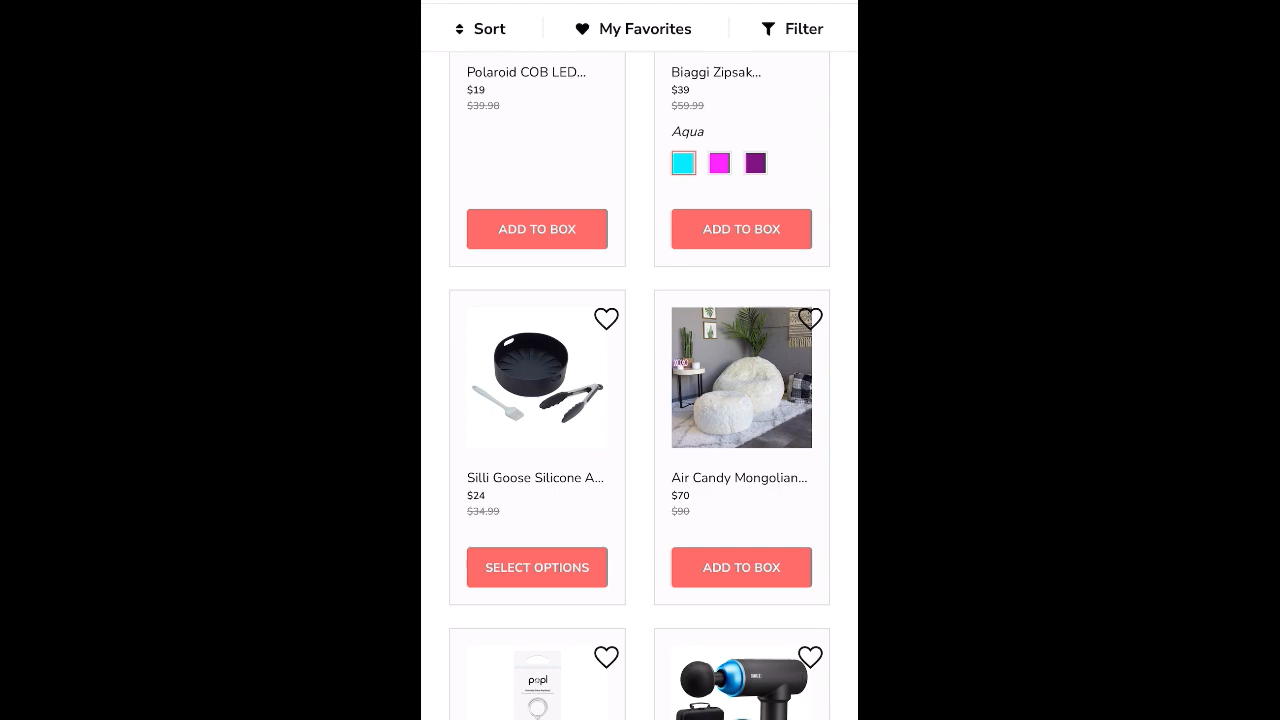 Sort
My Favorites
Filter
Polaroid COB LED...
$19
$39.98
ADD TO BOX
Biaggi Zipsak...
$39
$59.99
Aqua
ADD TO BOX
Silli Goose Silicone A...
$24
$34.99
SELECT OPTIONS
Air Candy Mongolian...
$70
$90
ADD TO BOX
popl